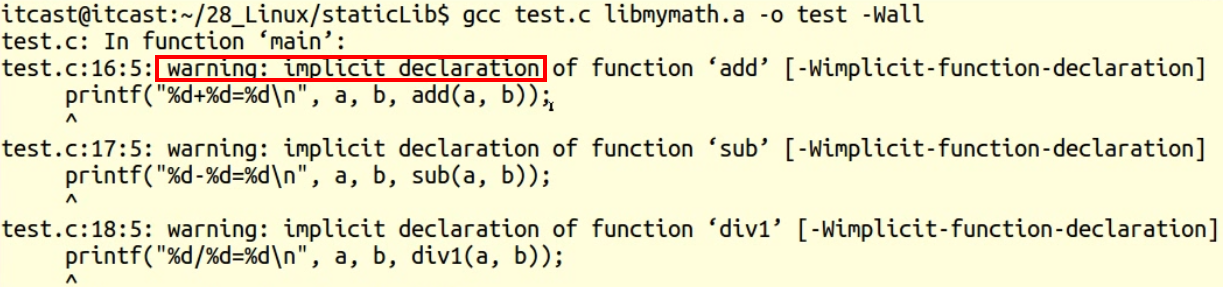 itcast@itcast:~/28_Linux/staticLib$ gcc test.c libmymath.a -o test -Wall
test.c: In function ‘main’:
test.c:16:5: warning: implicit declaration of function ‘add’ [-Wimplicit-function-declaration]
     printf("%d+%d=%d\n", a, b, add(a, b));
     ^
test.c:17:5: warning: implicit declaration of function ‘sub’ [-Wimplicit-function-declaration]
     printf("%d-%d=%d\n", a, b, sub(a, b));
     ^
test.c:18:5: warning: implicit declaration of function ‘div1’ [-Wimplicit-function-declaration]
     printf("%d/%d=%d\n", a, b, div1(a, b));
     ^